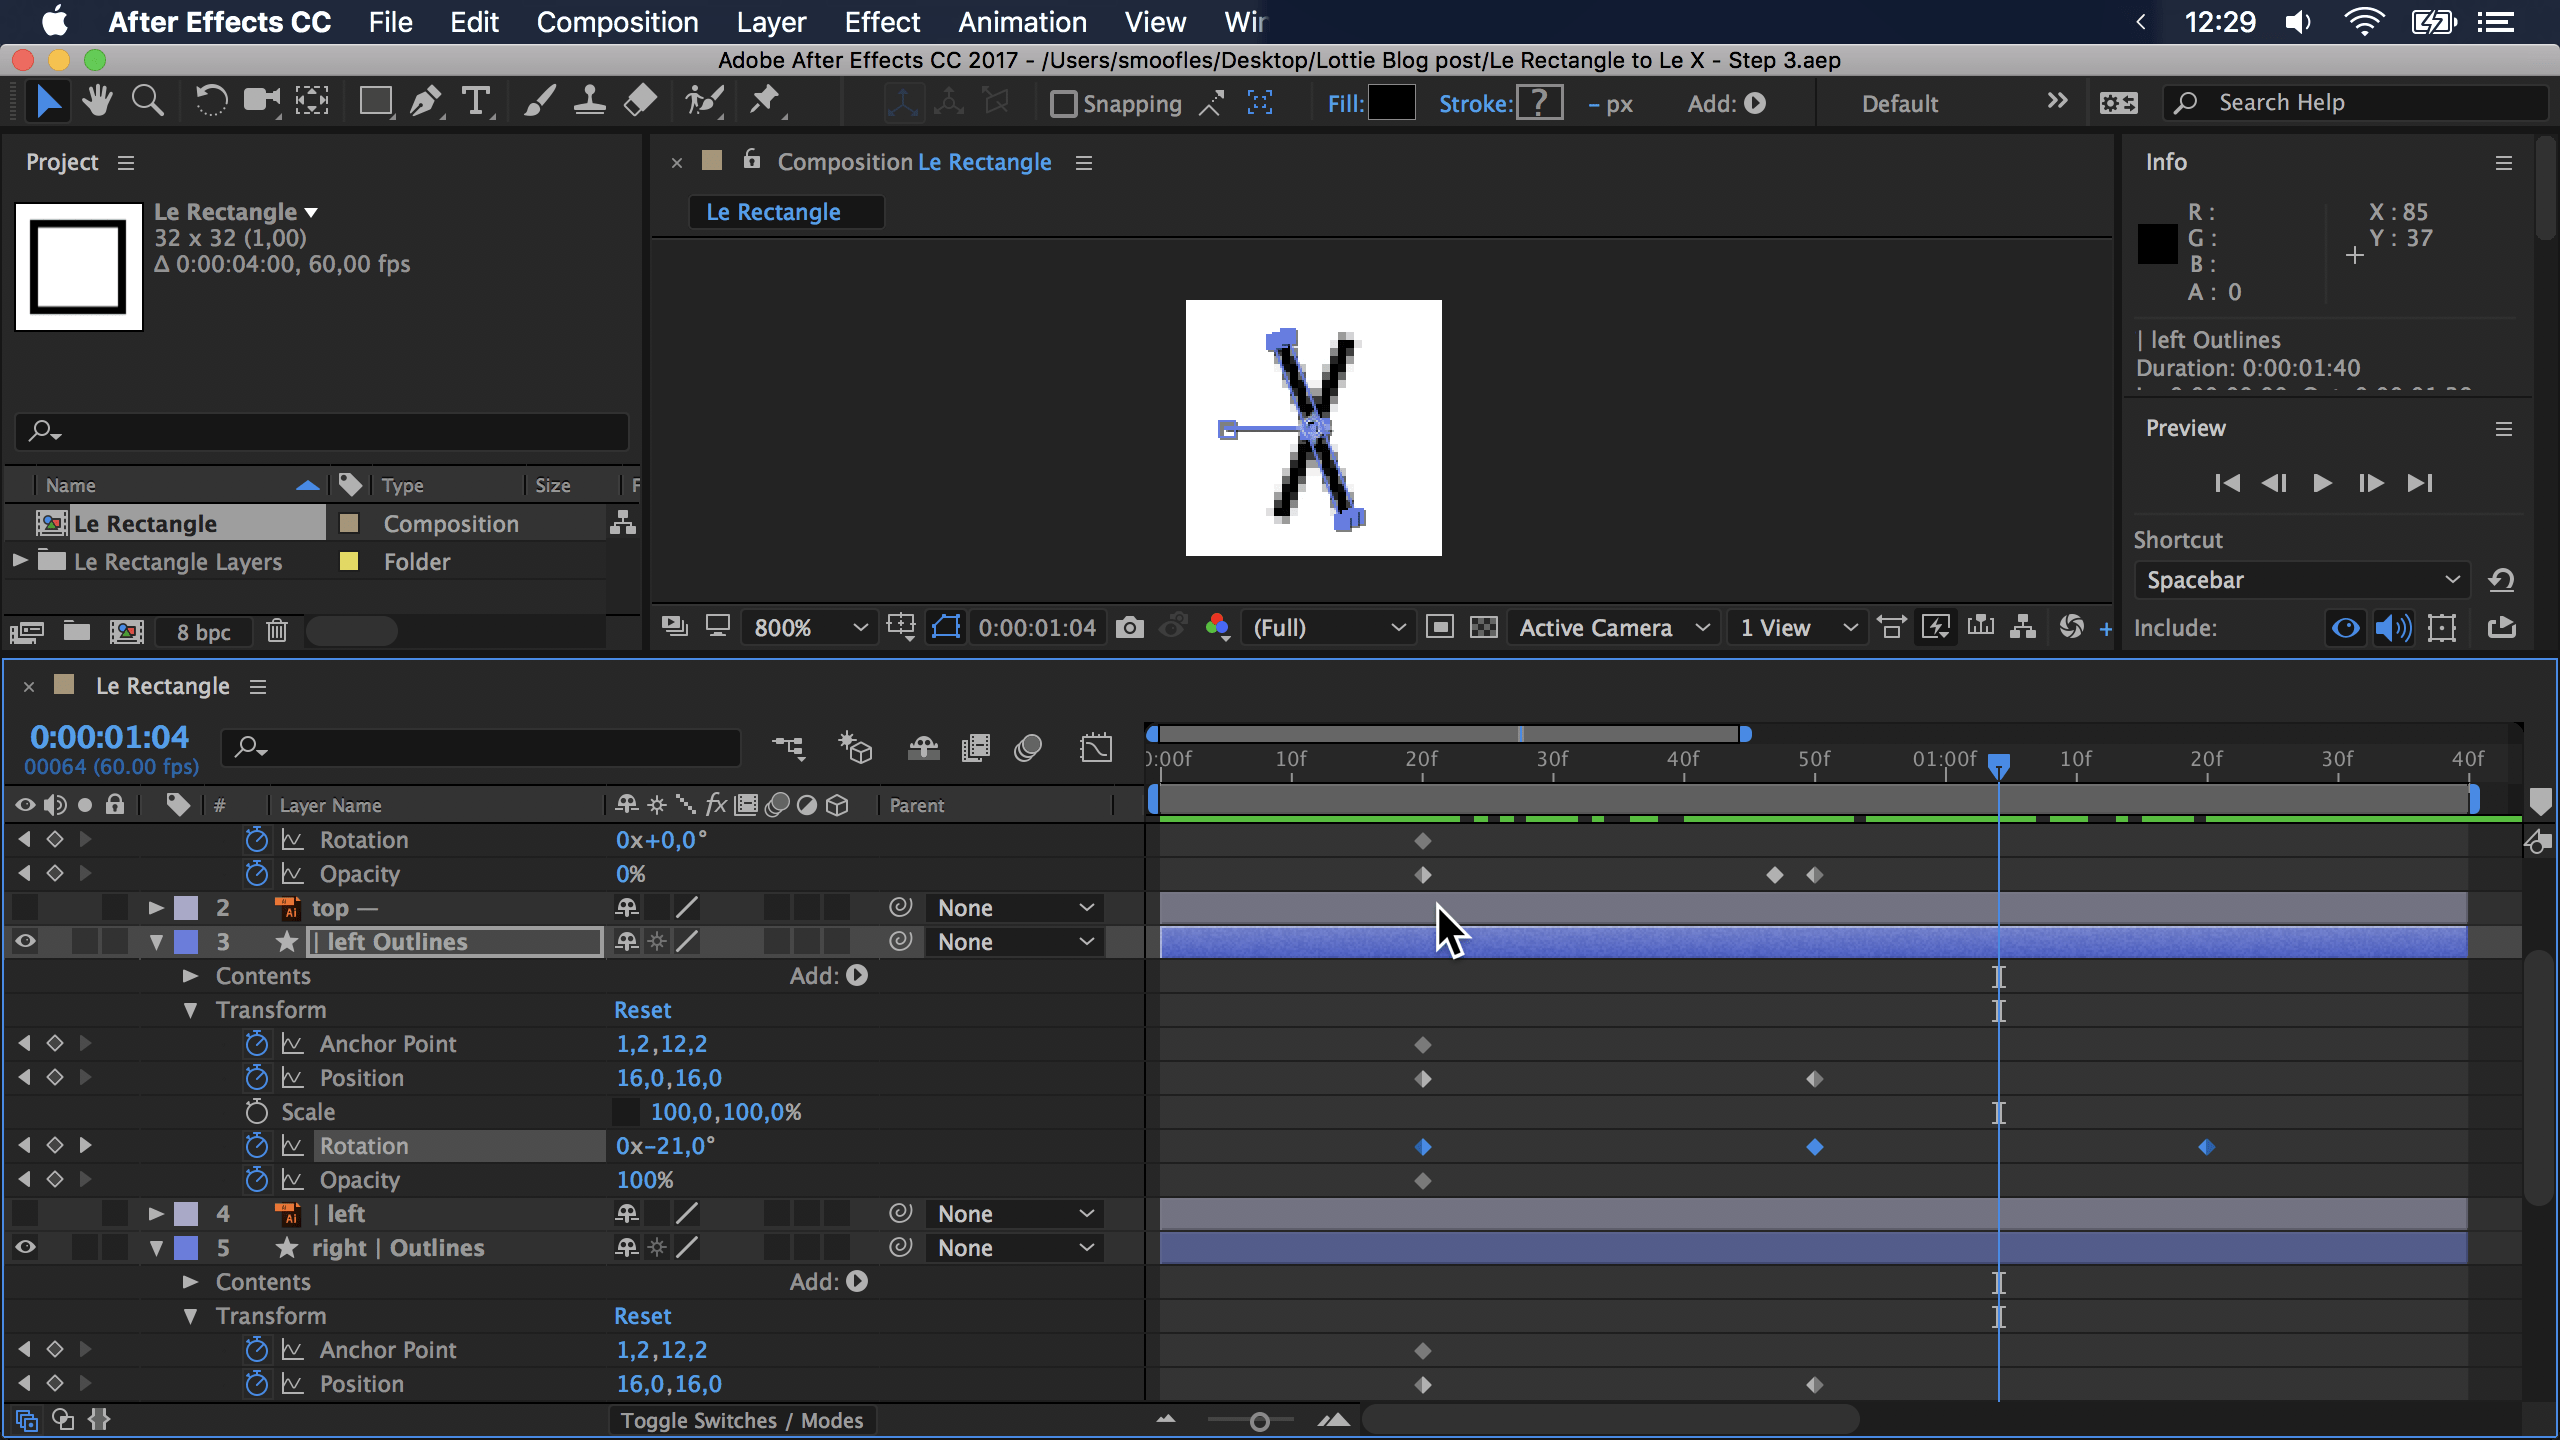 After Effects CC File Edit Composition Layer Effect Animation View Wir 12:29
Adobe After Effects CC 2017 - /Users/smoofles/Desktop/Lottie Blog post/Le Rectangle to Le X - Step 3.aep
Snapping Fill: Stroke: ? - px Add: Default Search Help
Project
Le Rectangle
32 x 32 (1,00)
Δ 0:00:04:00, 60,00 fps
Name Type Size F
Le Rectangle Composition
Le Rectangle Layers Folder
8 bpc
Composition Le Rectangle
Le Rectangle
800% 0:00:01:04 (Full) Active Camera 1 View
Info
R : X : 85
G : Y : 37
B :
A : 0
| left Outlines
Duration: 0:00:01:40
Preview
Shortcut
Spacebar
Include:
Le Rectangle
0:00:01:04
00064 (60.00 fps)
):00f 10f 20f 30f 40f 50f 01:00f 10f 20f 30f 40f
# Layer Name fx Parent
Rotation 0x+0,0°
Opacity 0%
2 Ai top — None
3 | left Outlines None
Contents Add:
Transform Reset
Anchor Point 1,2,12,2
Position 16,0,16,0
Scale 100,0,100,0%
Rotation 0x-21,0°
Opacity 100%
4 Ai | left None
5 right | Outlines None
Contents Add:
Transform Reset
Anchor Point 1,2,12,2
Position 16,0,16,0
Toggle Switches / Modes